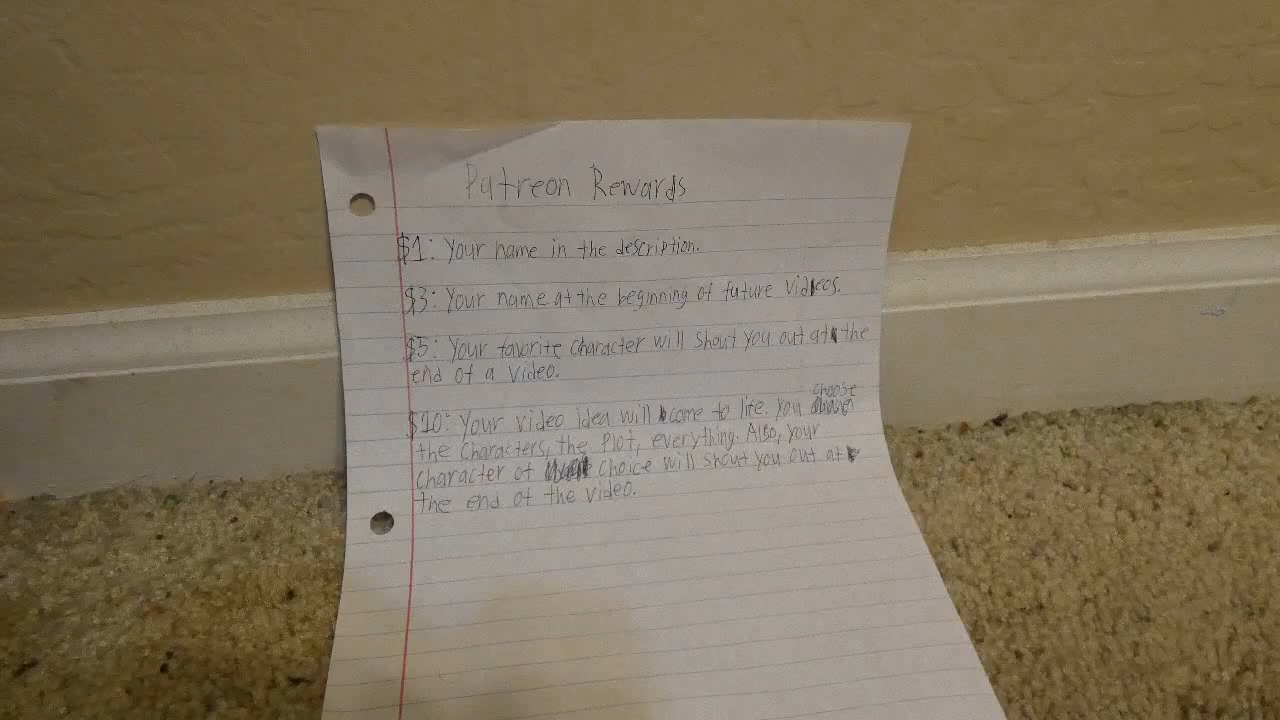 Patreon Rewards
$1: Your name in the description.
$3: Your name at the beginning of future videos.
$5: Your favorite character will shout you out at the
end of a video.
$10: Your video idea will come to life. You choose
the characters, the plot, everything. Also, your
character of choice will shout you out at
the end of the video.